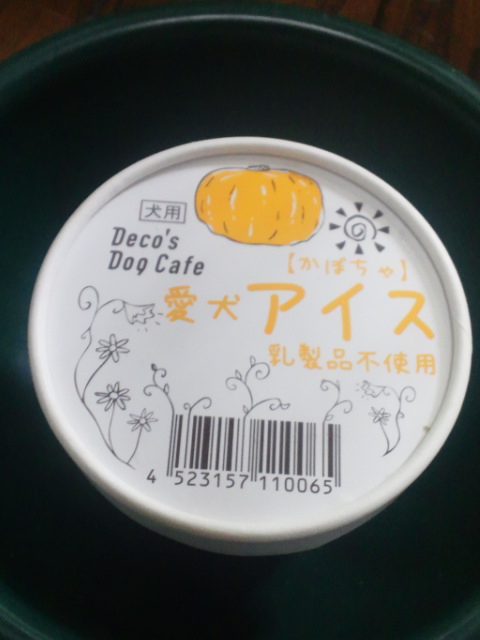 犬用
Deco's
Dog Cafe
【かぼちゃ】
愛犬 アイス
乳製品不使用
4 523157 110065